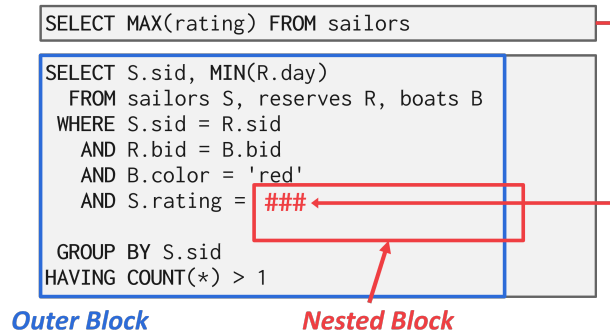 SELECT MAX(rating) FROM sailors
SELECT S.sid, MIN(R.day)
FROM sailors S, reserves R, boats B
WHERE S.sid = R.sid
AND R.bid = B.bid
AND B.color = 'red'
AND S.rating = ###
GROUP BY S.sid
HAVING COUNT(*) > 1
Outer Block
Nested Block